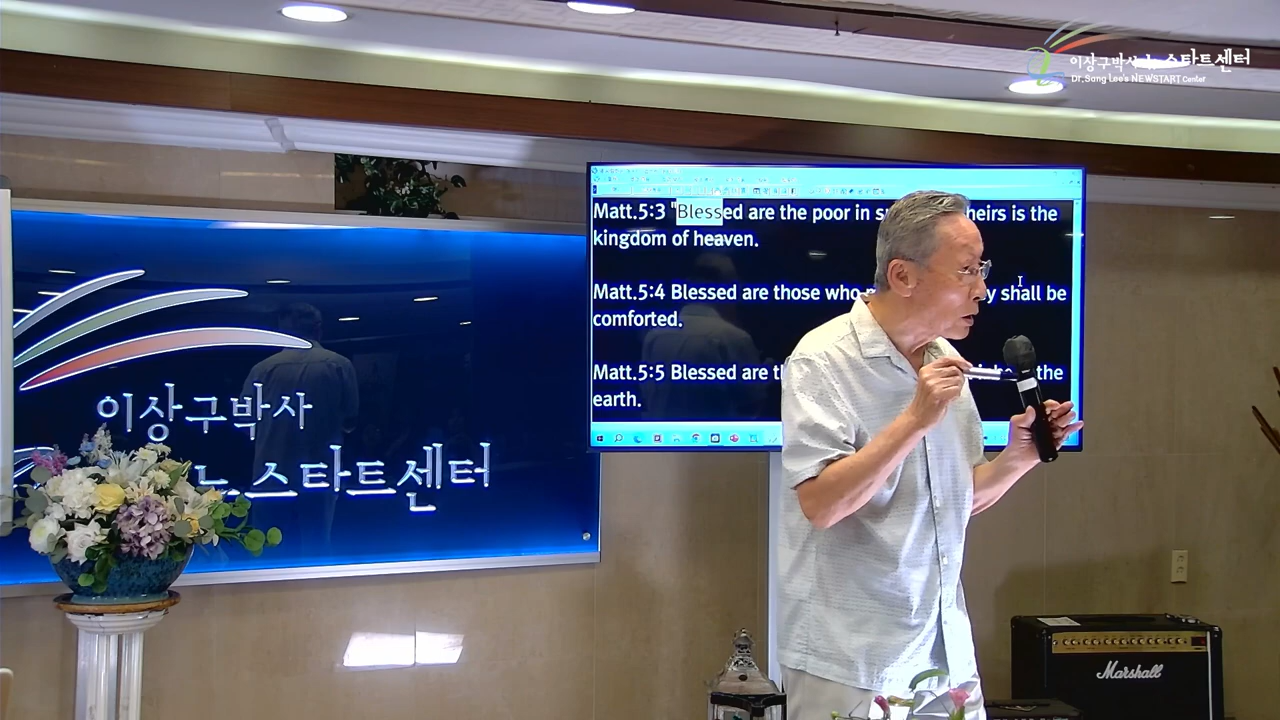 이상구박사 뉴스타트센터
Dr.Sang Lee's NEWSTART Center
Matt.5:3 "Blessed are the poor in heirs is the
kingdom of heaven.
Matt.5:4 Blessed are those who shall be
comforted.
Matt.5:5 Blessed are the
earth.
이상구박사
뉴스타트센터
Marshall